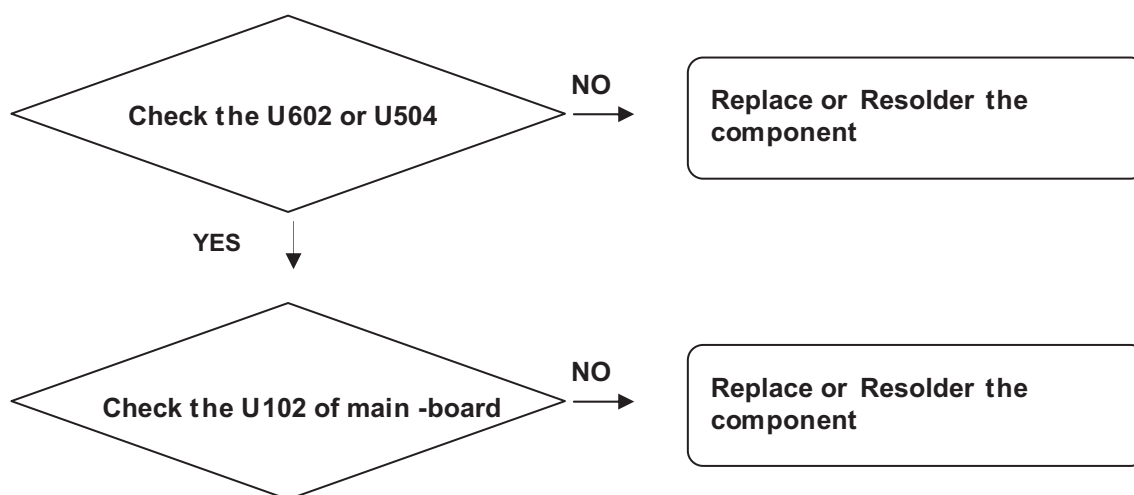 Check the U602 or U504
NO
Replace or Resolder the
component
YES
Check the U102 of main -board
NO
Replace or Resolder the
component